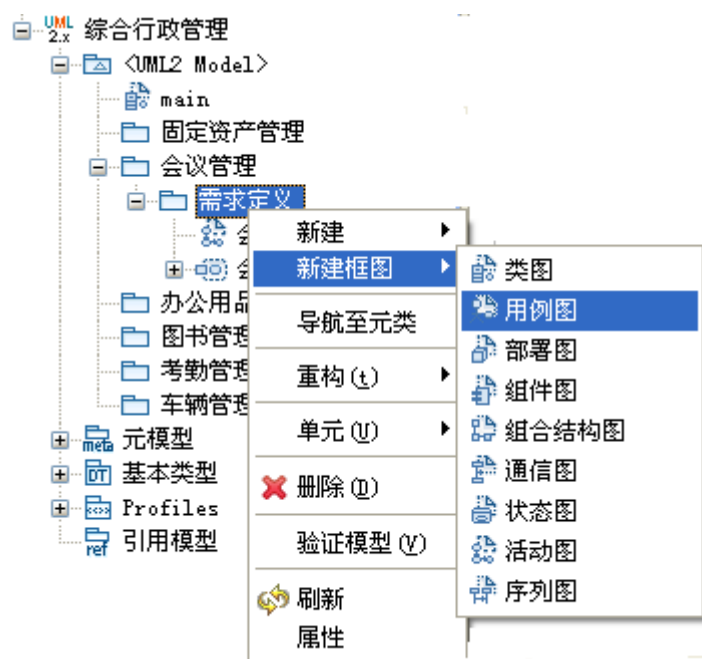 UML 2.x 综合行政管理
<UML2 Model>
main
固定资产管理
会议管理
需求定义
会
会
办公用品
图书管理
考勤管理
车辆管理
meta 元模型
DT 基本类型
Profiles
ref 引用模型
新建
新建框图
导航至元类
重构(t)
单元(U)
删除(D)
验证模型(V)
刷新
属性
类图
用例图
部署图
组件图
组合结构图
通信图
状态图
活动图
序列图